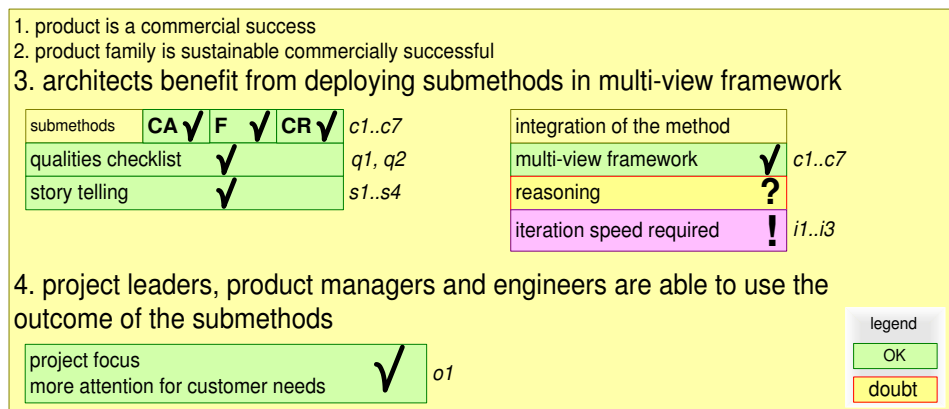 1. product is a commercial success
2. product family is sustainable commercially successful
3. architects benefit from deploying submethods in multi-view framework
submethods CA √ F √ CR √ c1..c7
qualities checklist √ q1, q2
story telling √ s1..s4
integration of the method
multi-view framework √ c1..c7
reasoning ?
iteration speed required ! i1..i3
4. project leaders, product managers and engineers are able to use the
outcome of the submethods
project focus
more attention for customer needs √ o1
legend
OK
doubt